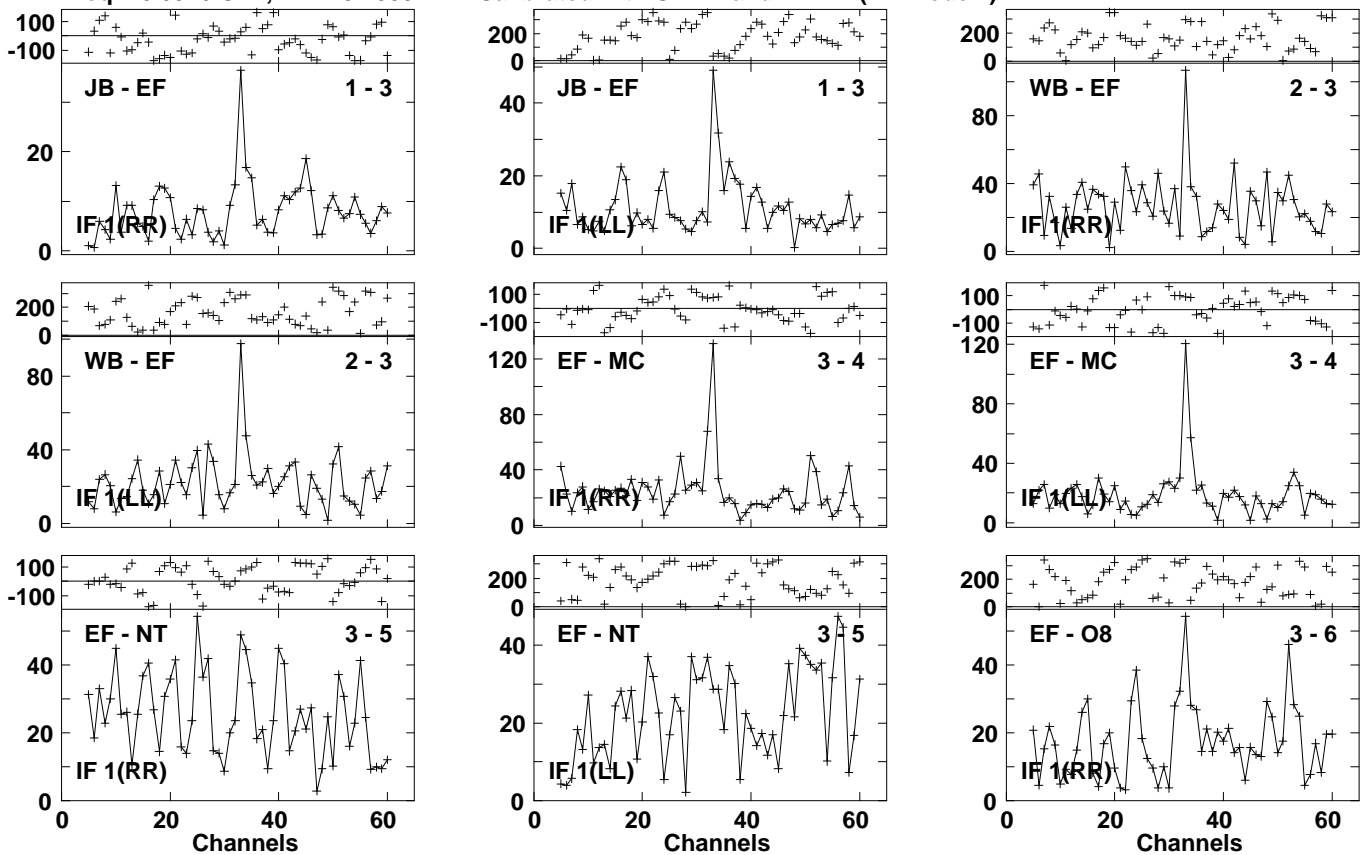 100
-100
JB - EF 1 - 3
20
0
IF 1(RR)
200
0
JB - EF 1 - 3
40
20
0
IF 1(LL)
200
0
WB - EF 2 - 3
80
40
0
IF 1(RR)
200
0
WB - EF 2 - 3
80
40
0
IF 1(LL)
100
-100
EF - MC 3 - 4
120
80
40
0
IF 1(RR)
100
-100
EF - MC 3 - 4
120
80
40
0
IF 1(LL)
100
-100
EF - NT 3 - 5
40
20
0
IF 1(RR)
0 20 40 60
Channels
200
0
EF - NT 3 - 5
60
40
20
0
IF 1(LL)
0 20 40 60
Channels
200
0
EF - O8 3 - 6
40
20
0
IF 1(RR)
0 20 40 60
Channels